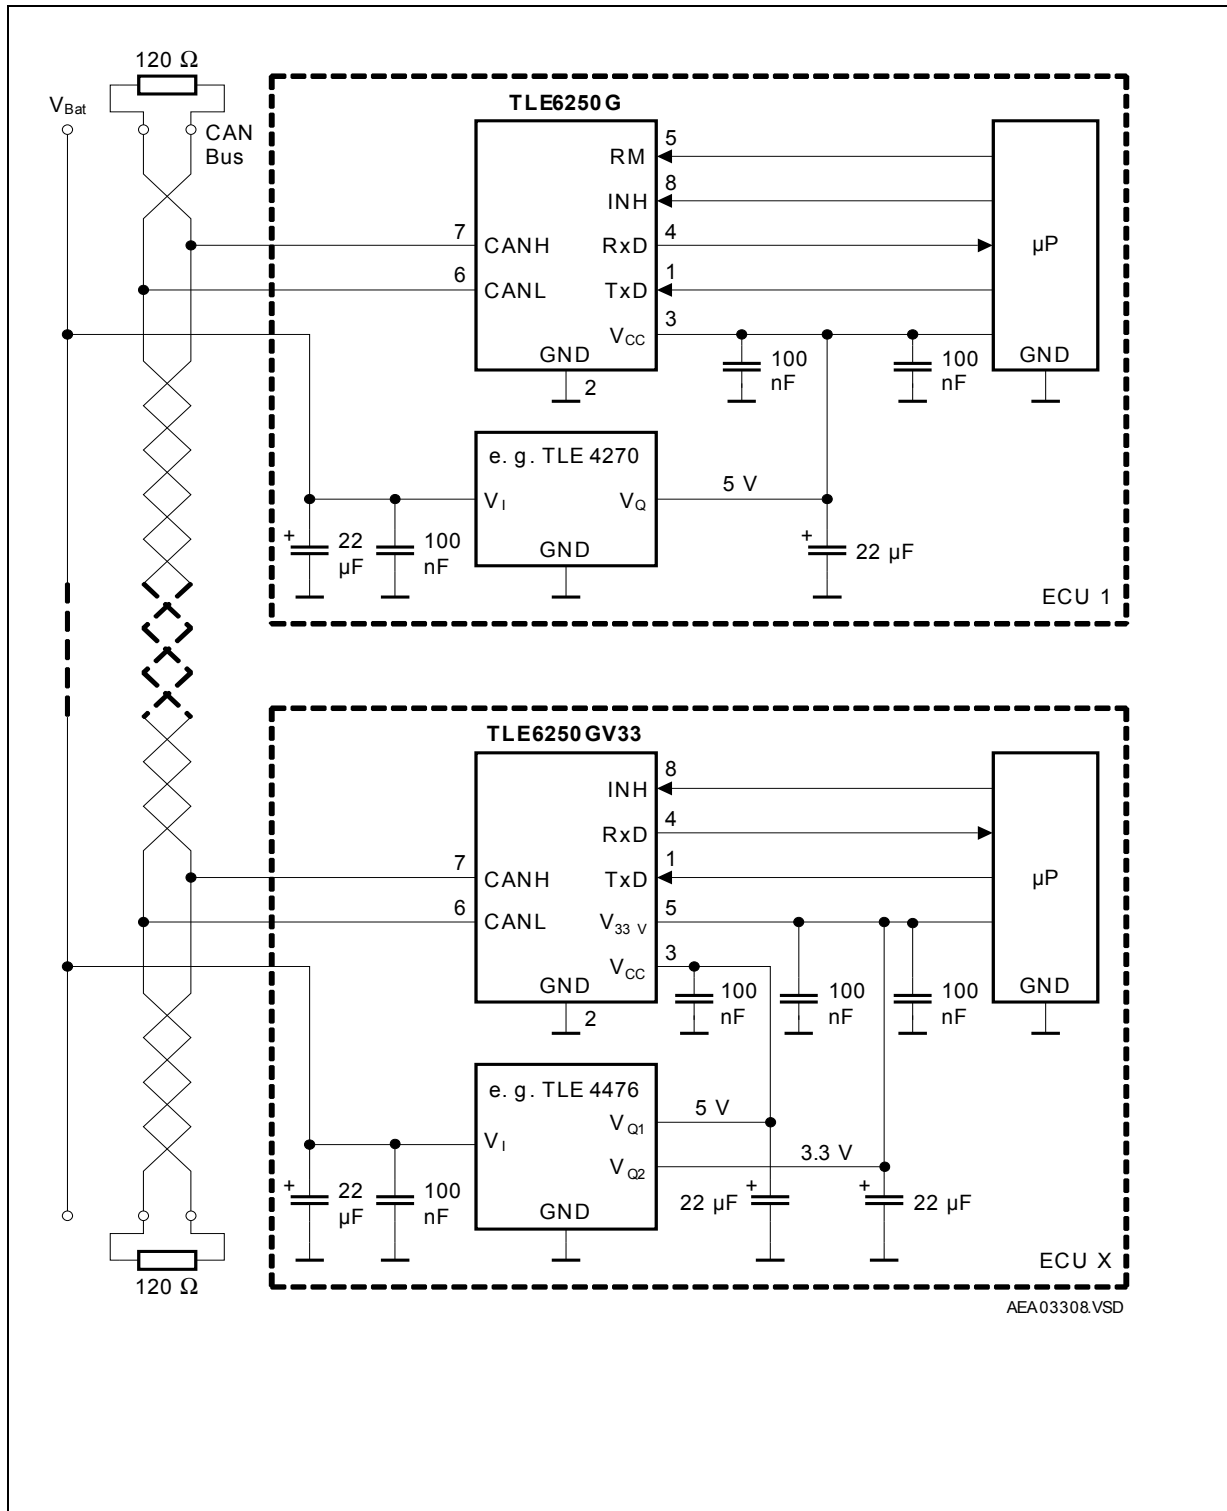 120 Ω
V_Bat
CAN
Bus
TLE6250G
5
RM
8
INH
7
CANH
4
RxD
µP
6
CANL
1
TxD
3
V_CC
GND
2
100
nF
100
nF
GND
e. g. TLE 4270
V_I
V_Q
5 V
GND
+
22
µF
100
nF
+
22 µF
ECU 1
TLE6250GV33
8
INH
4
RxD
7
CANH
1
TxD
µP
6
CANL
5
V_33 V
3
V_CC
GND
2
100
nF
100
nF
100
nF
GND
e. g. TLE 4476
V_I
V_Q1
5 V
V_Q2
3.3 V
GND
+
22
µF
100
nF
+
22 µF
+
22 µF
120 Ω
ECU X
AEA03308.VSD